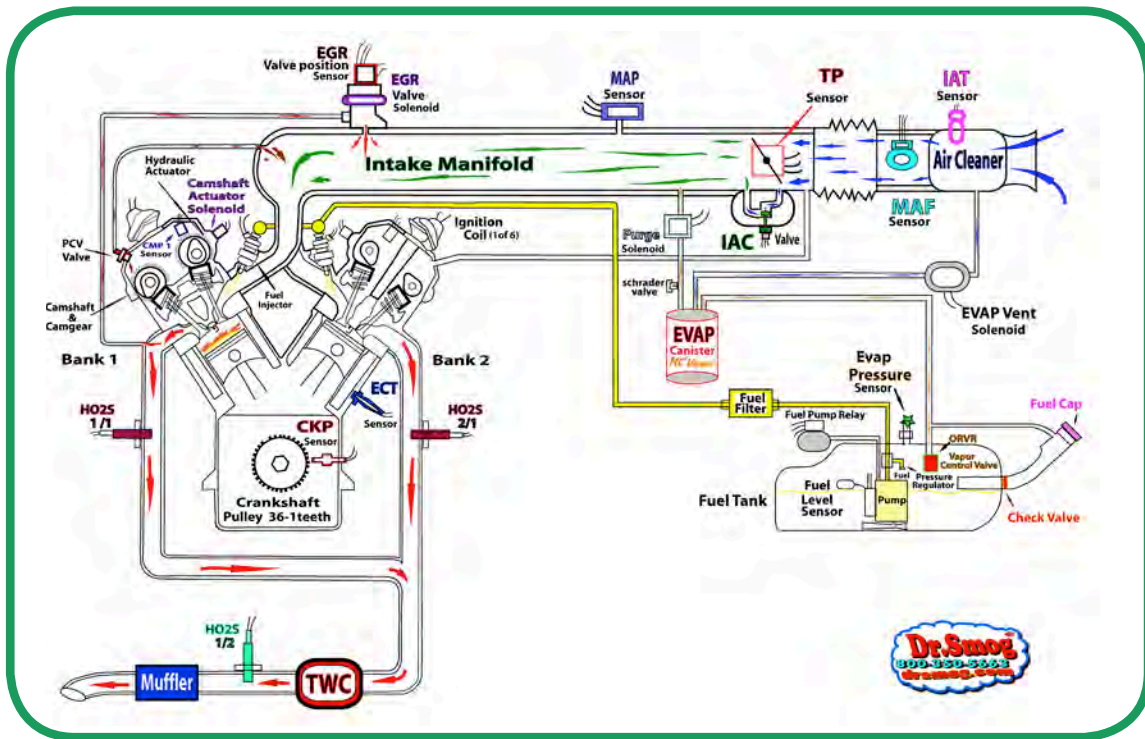 EGR
Valve position
Sensor
EGR
Valve
Solenoid
MAP
Sensor
TP
Sensor
IAT
Sensor
Intake Manifold
Air Cleaner
MAF
Sensor
Hydraulic
Actuator
Camshaft
Actuator
Solenoid
CMP 1
Sensor
PCV
Valve
Camshaft
&
Camgear
Ignition
Coil (1of 6)
Fuel
Injector
Purge
Solenoid
IAC
Valve
schrader
valve
EVAP
Canister
EVAP Vent
Solenoid
Bank 1
Bank 2
Evap
Pressure
Sensor
ECT
Sensor
HO2S
1/1
HO2S
2/1
CKP
Sensor
Crankshaft
Pulley 36-1teeth
Fuel
Filter
Fuel Pump Relay
Fuel Cap
ORVR
Vapor
Control Valve
Fuel Pressure
Regulator
Fuel Tank
Fuel
Level
Sensor
Pump
Check Valve
HO2S
1/2
Muffler
TWC
Dr.Smog
800-350-5663
drsmog.com